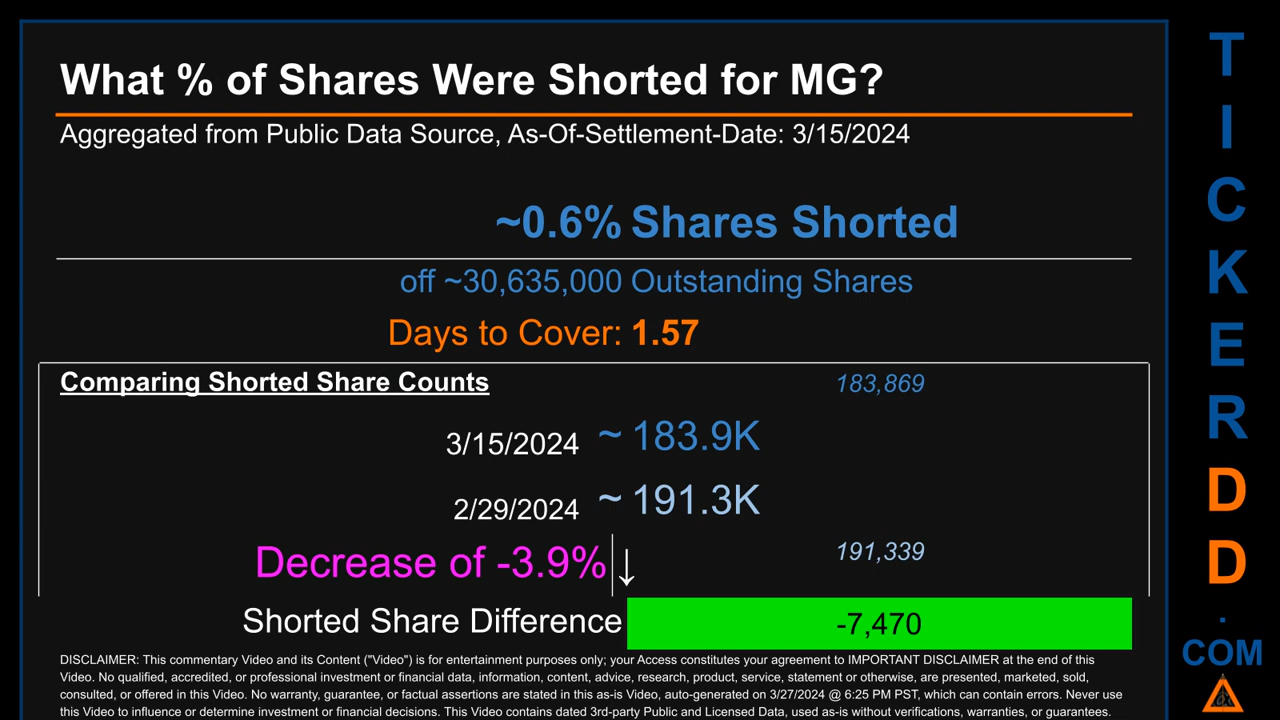 What % of Shares Were Shorted for MG?
Aggregated from Public Data Source, As-Of-Settlement-Date: 3/15/2024
~0.6% Shares Shorted
off ~30,635,000 Outstanding Shares
Days to Cover: 1.57
Comparing Shorted Share Counts
183,869
3/15/2024 ~ 183.9K
2/29/2024 ~ 191.3K
Decrease of -3.9% ↓
191,339
Shorted Share Difference -7,470
DISCLAIMER: This commentary Video and its Content ("Video") is for entertainment purposes only; your Access constitutes your agreement to IMPORTANT DISCLAIMER at the end of this
Video. No qualified, accredited, or professional investment or financial data, information, content, advice, research, product, service, statement or otherwise, are presented, marketed, sold,
consulted, or offered in this Video. No warranty, guarantee, or factual assertions are stated in this as-is Video, auto-generated on 3/27/2024 @ 6:25 PM PST, which can contain errors. Never use
this Video to influence or determine investment or financial decisions. This Video contains dated 3rd-party Public and Licensed Data, used as-is without verifications, warranties, or guarantees.
T
I
C
K
E
R
D
D
.
COM